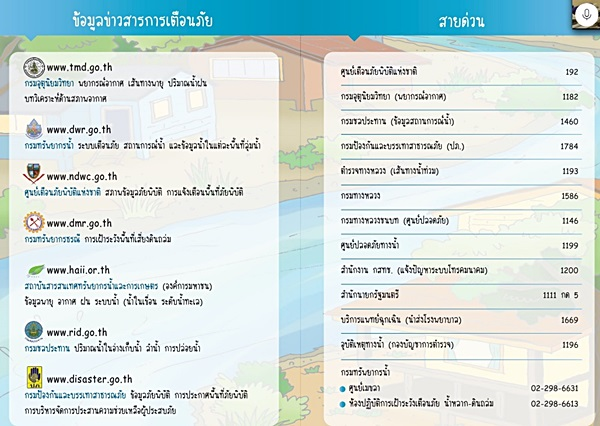 ข้อมูลข่าวสารการเตือนภัย
www.tmd.go.th
กรมอุตุนิยมวิทยา พยากรณ์อากาศ เส้นทางพายุ ปริมาณน้ำฝน
บทวิเคราะห์ด้านสภาพอากาศ
www.dwr.go.th
กรมทรัพยากรน้ำ ระบบเตือนภัย สถานการณ์น้ำ และข้อมูลน้ำในแต่ละพื้นที่ลุ่มน้ำ
www.ndwc.go.th
ศูนย์เตือนภัยพิบัติแห่งชาติ สภาพข้อมูลภัยพิบัติ การแจ้งเตือนพื้นที่ภัยพิบัติ
www.dmr.go.th
กรมทรัพยากรธรณี การเฝ้าระวังพื้นที่เสี่ยงดินถล่ม
www.haii.or.th
สถาบันสารสนเทศทรัพยากรน้ำและการเกษตร (องค์การมหาชน)
ข้อมูลพายุ อากาศ ฝน ระบบน้ำ (น้ำในเขื่อน ระดับน้ำทะเล)
www.rid.go.th
กรมชลประทาน ปริมาณน้ำในอ่างเก็บน้ำ ลำน้ำ การปล่อยน้ำ
www.disaster.go.th
กรมป้องกันและบรรเทาสาธารณภัย ข้อมูลภัยพิบัติ การประกาศพื้นที่ภัยพิบัติ
การบริหารจัดการประสานความช่วยเหลือผู้ประสบภัย
สายด่วน
ศูนย์เตือนภัยพิบัติแห่งชาติ 192
กรมอุตุนิยมวิทยา (พยากรณ์อากาศ) 1182
กรมชลประทาน (ข้อมูลสถานการณ์น้ำ) 1460
กรมป้องกันและบรรเทาสาธารณภัย (ปภ.) 1784
ตำรวจทางหลวง (เส้นทางน้ำท่วม) 1193
กรมทางหลวง 1586
กรมทางหลวงชนบท (ศูนย์ปลอดภัย) 1146
ศูนย์ปลอดภัยทางน้ำ 1199
สำนักงาน กสทช. (แจ้งปัญหาระบบโทรคมนาคม) 1200
สำนักนายกรัฐมนตรี 1111 กด 5
บริการแพทย์ฉุกเฉิน (นำส่งโรงพยาบาล) 1669
อุบัติเหตุทางน้ำ (กองบัญชาการตำรวจ) 1196
กรมทรัพยากรน้ำ
ศูนย์เมขลา 02-298-6631
ห้องปฏิบัติการเฝ้าระวังเตือนภัย น้ำหลาก-ดินถล่ม 02-298-6613